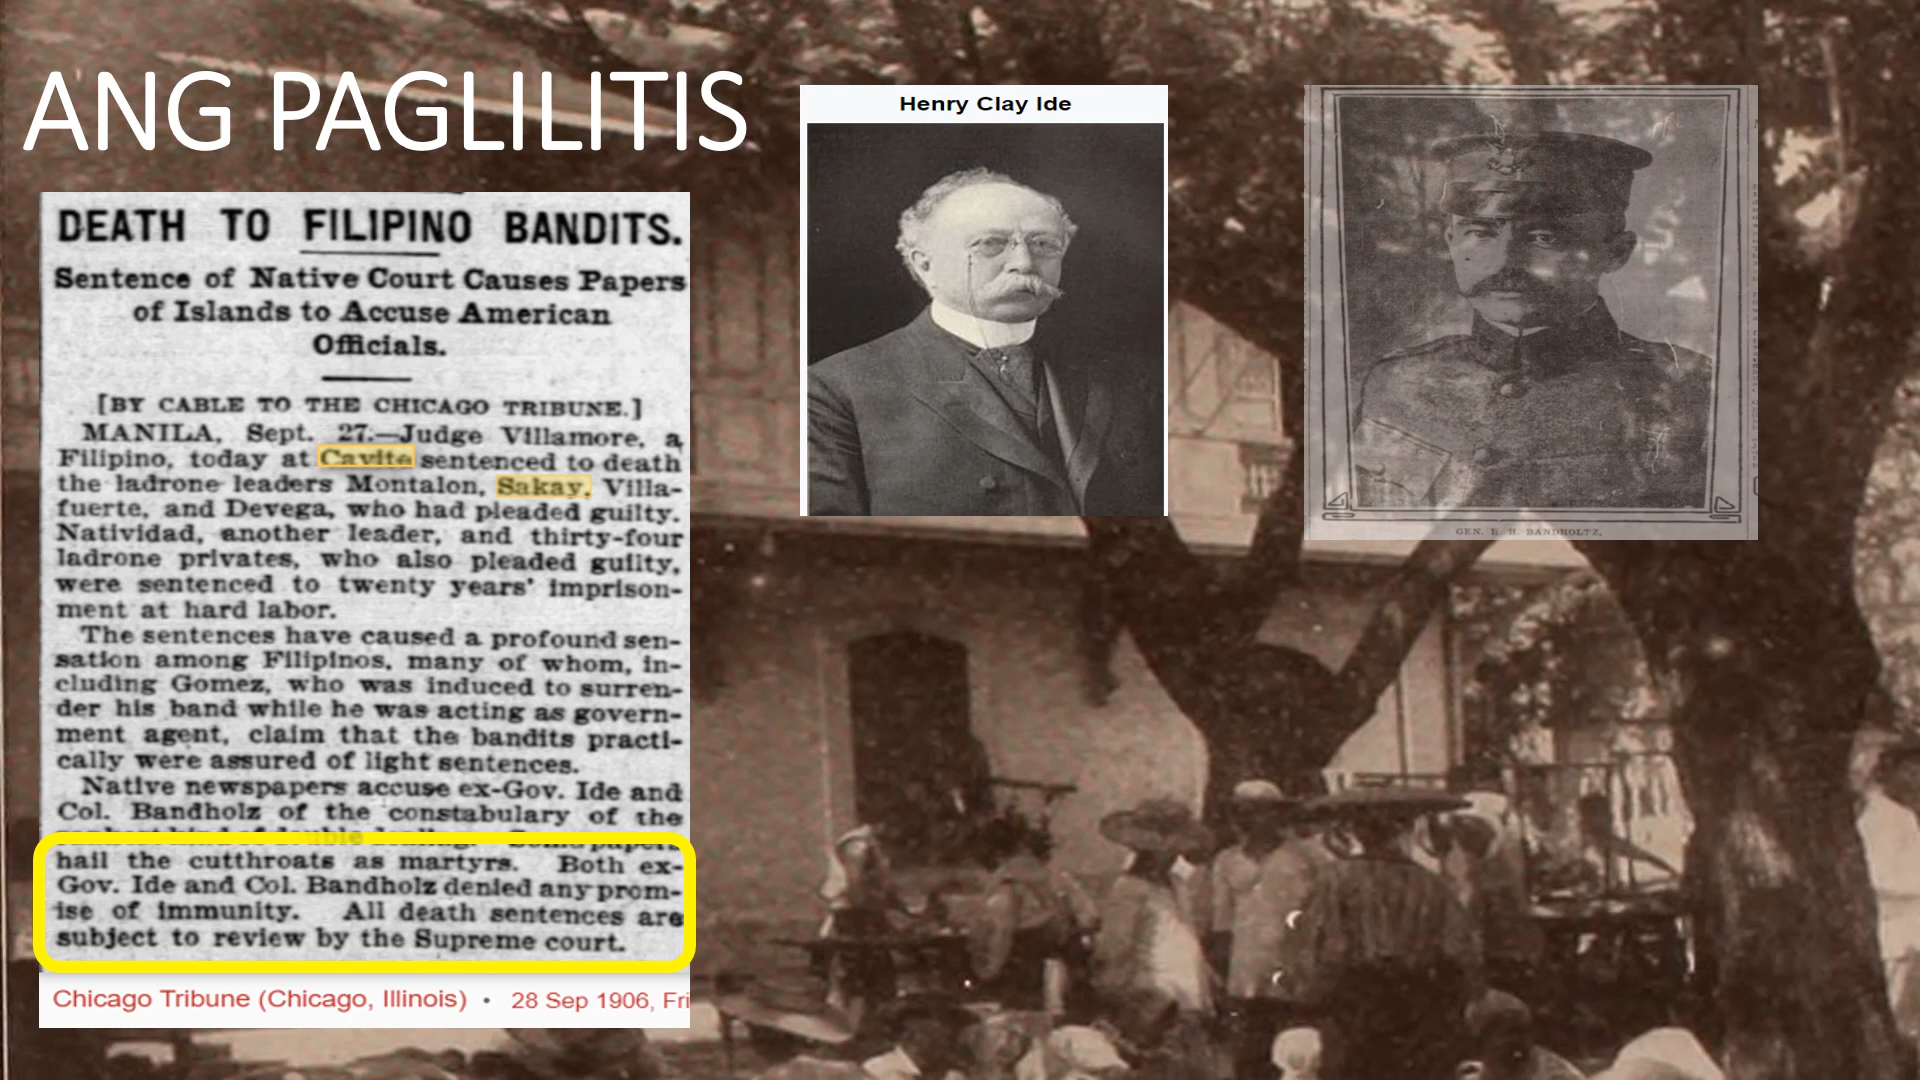 ANG PAGLILITIS
DEATH TO FILIPINO BANDITS.
Sentence of Native Court Causes Papers
of Islands to Accuse American
Officials.
[BY CABLE TO THE CHICAGO TRIBUNE.]
MANILA, Sept. 27.—Judge Villamore, a
Filipino, today at Cavite sentenced to death
the ladrone leaders Montalon, Sakay, Villa-
fuerte, and Devega, who had pleaded guilty.
Natividad, another leader, and thirty-four
ladrone privates, who also pleaded guilty,
were sentenced to twenty years' imprison-
ment at hard labor.
The sentences have caused a profound sen-
sation among Filipinos, many of whom, in-
cluding Gomez, who was induced to surren-
der his band while he was acting as govern-
ment agent, claim that the bandits practi-
cally were assured of light sentences.
Native newspapers accuse ex-Gov. Ide and
Col. Bandholz of the constabulary of the
kind of double Some papers
hail the cutthroats as martyrs. Both ex-
Gov. Ide and Col. Bandholz denied any prom-
ise of immunity. All death sentences are
subject to review by the Supreme court.
Chicago Tribune (Chicago, Illinois) • 28 Sep 1906, Fri
Henry Clay Ide
GEN. H. BANDHOLTZ,